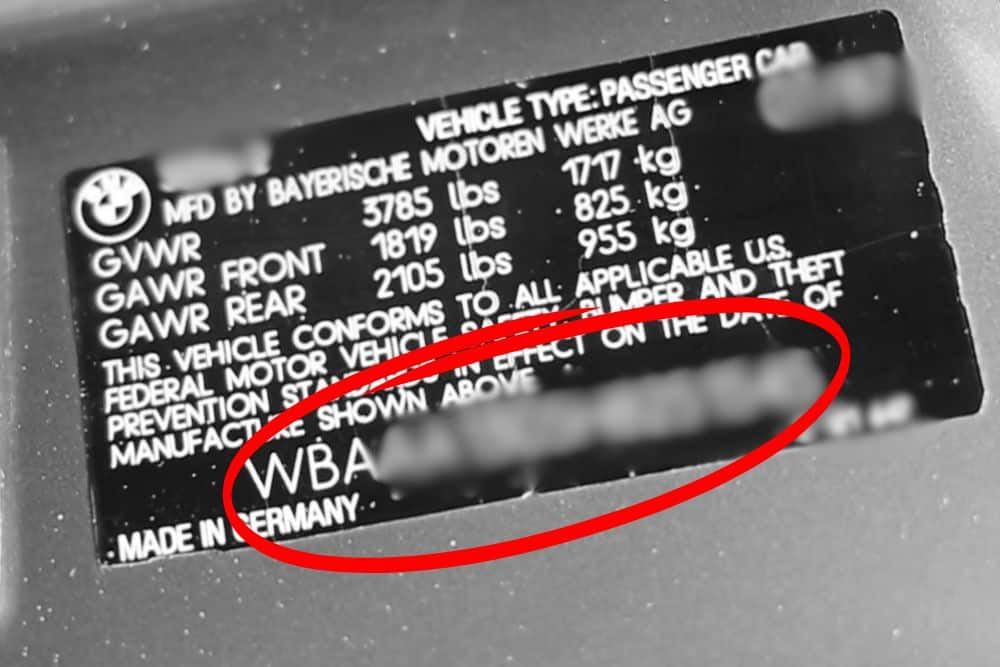 VEHICLE TYPE: PASSENGER CAR
MFD BY BAYERISCHE MOTOREN WERKE AG
GVWR 3785 lbs 1717 kg
GAWR FRONT 1819 lbs 825 kg
GAWR REAR 2105 lbs 955 kg
THIS VEHICLE CONFORMS TO ALL APPLICABLE U.S.
FEDERAL MOTOR VEHICLE SAFETY, BUMPER AND THEFT
PREVENTION STANDARDS IN EFFECT ON THE DATE OF
MANUFACTURE SHOWN ABOVE
WBA
MADE IN GERMANY